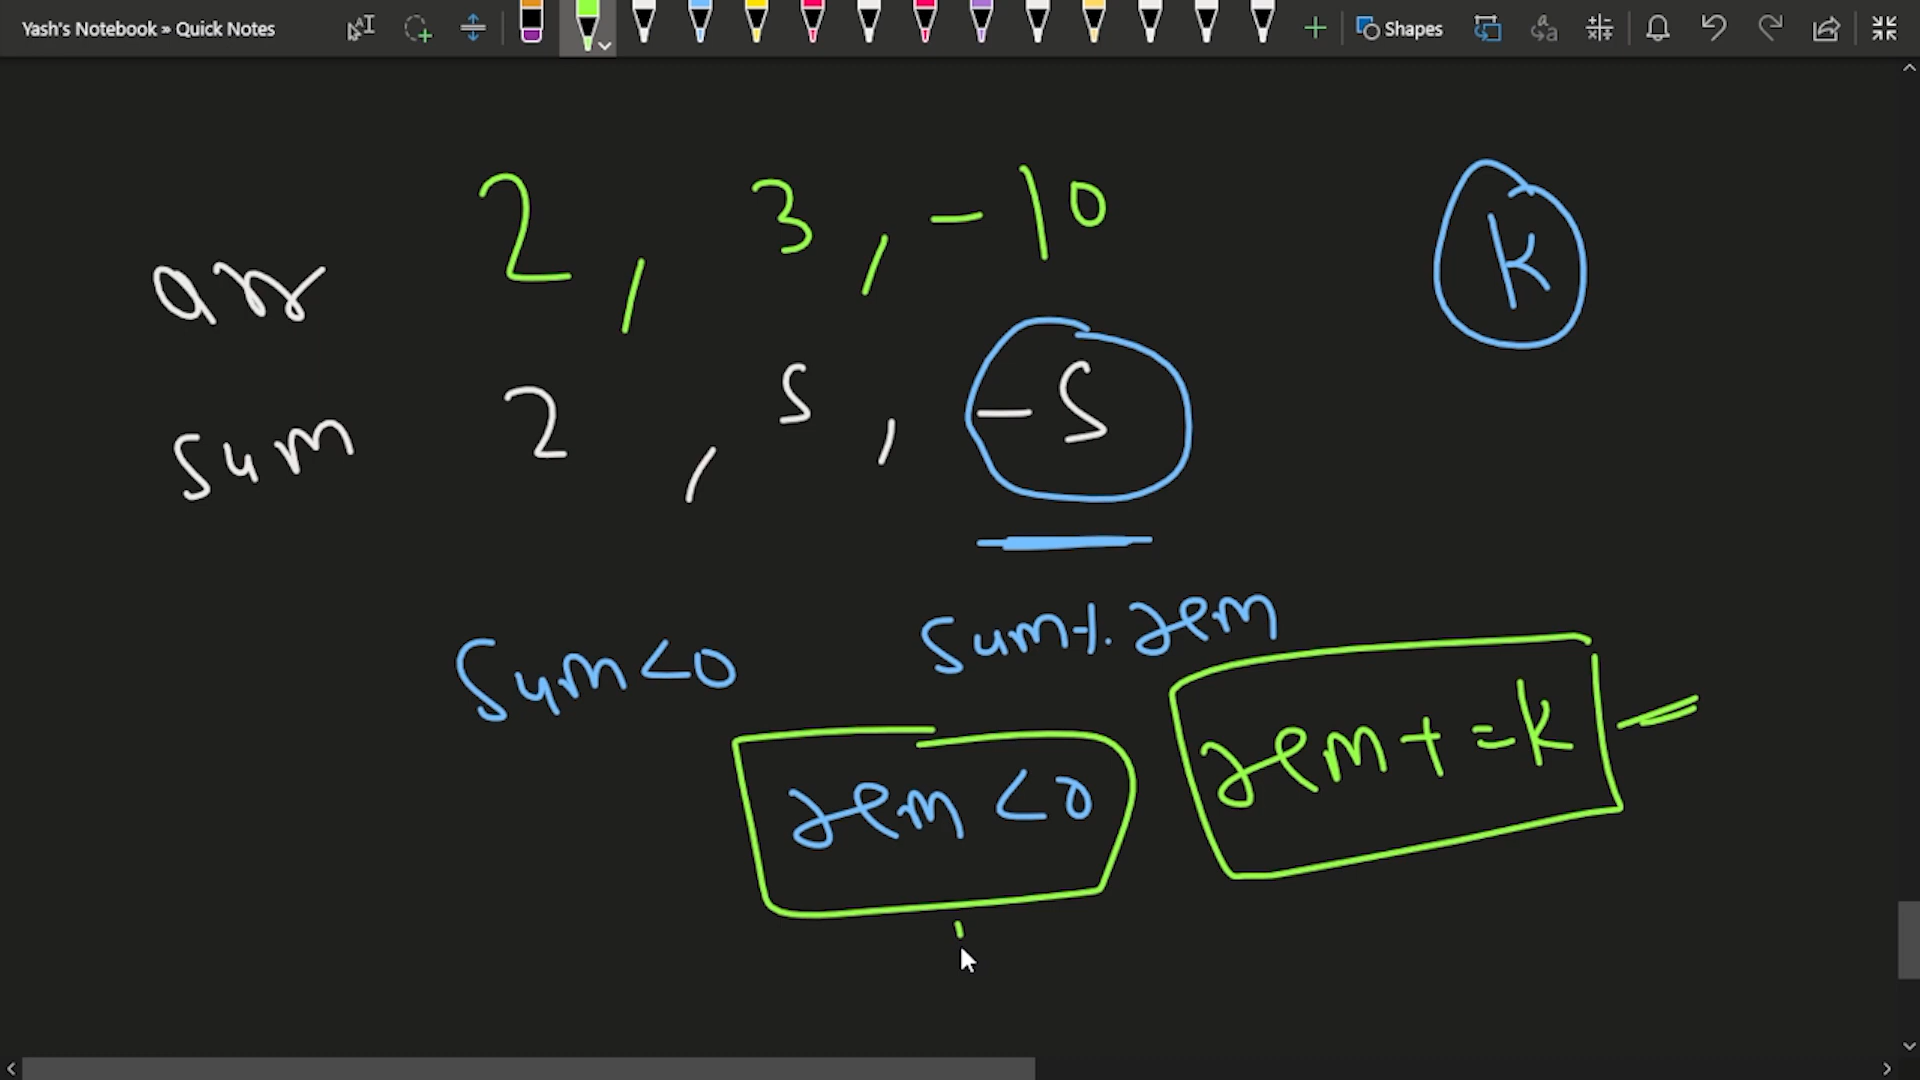 Yash's Notebook » Quick Notes
Shapes
2, 3, -10
k
arr
sum 2, 5, -5
sum<0
sum % rem
rem<0
rem+=k